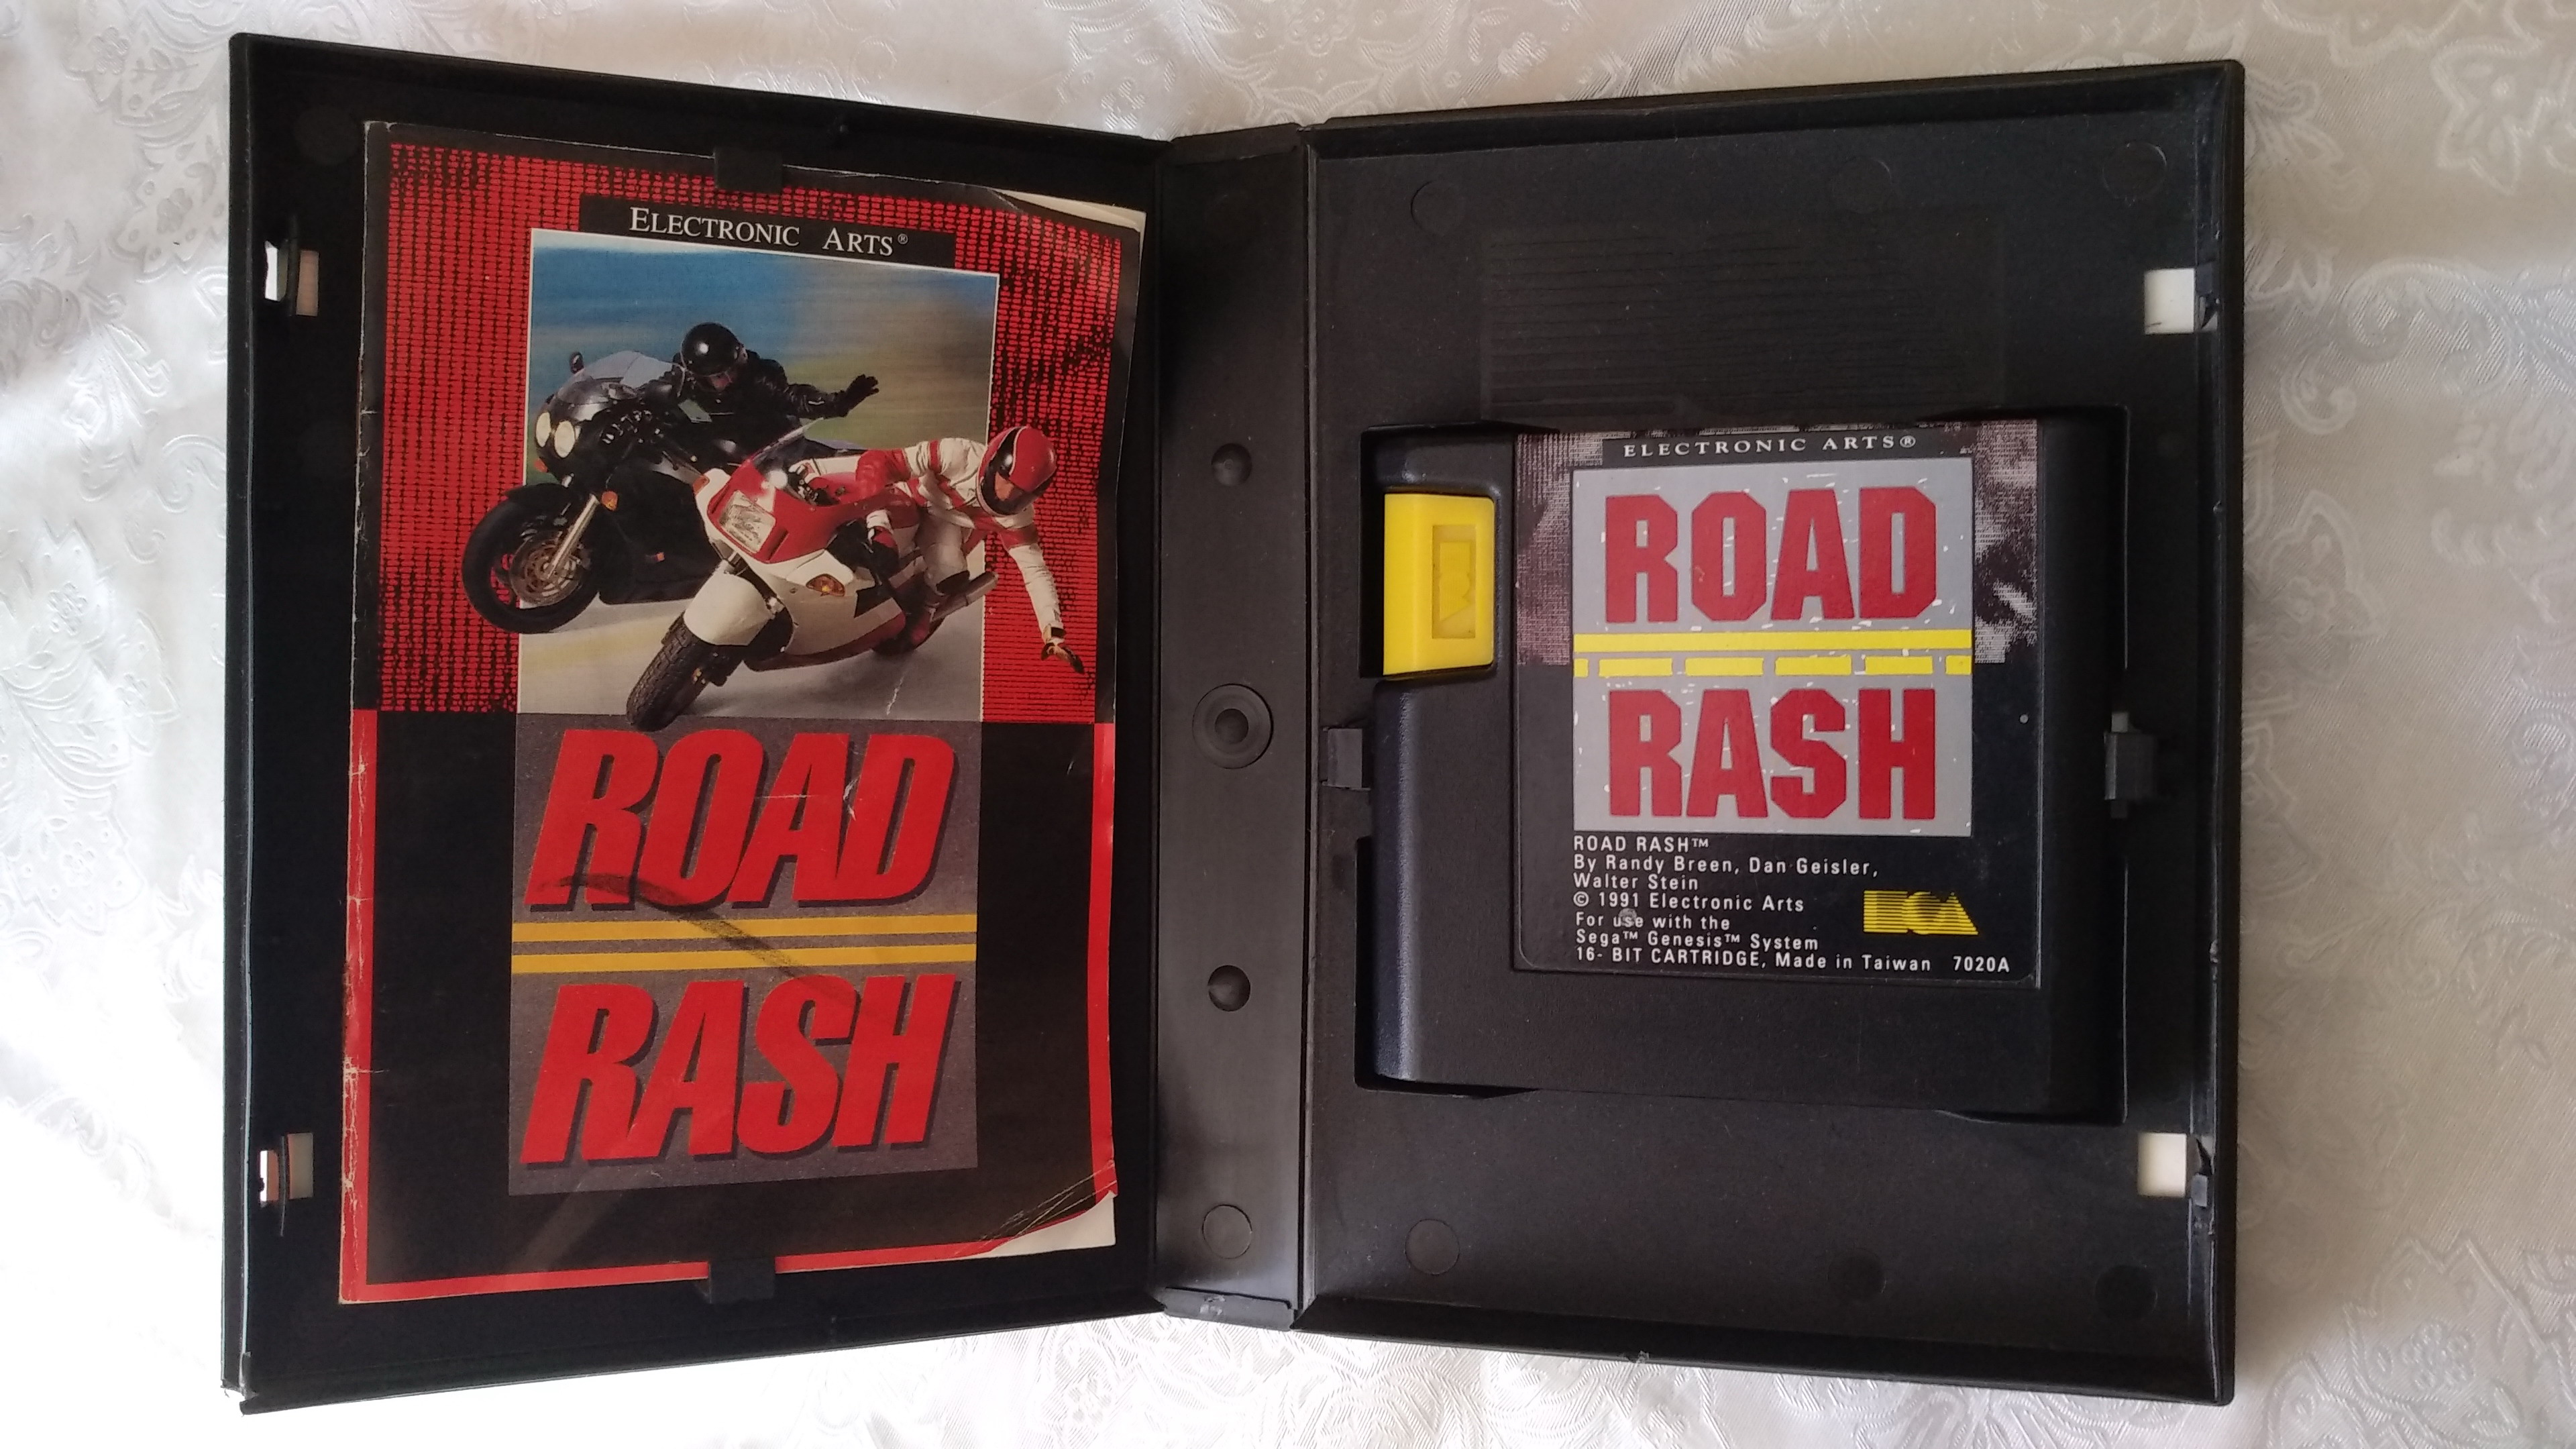 ELECTRONIC ARTS®
ROAD
RASH
ELECTRONIC ARTS®
ROAD
RASH
ROAD RASH™
By Randy Breen, Dan Geisler,
Walter Stein
© 1991 Electronic Arts
For use with the
Sega™ Genesis™ System
16- BIT CARTRIDGE, Made in Taiwan 7020A
EA